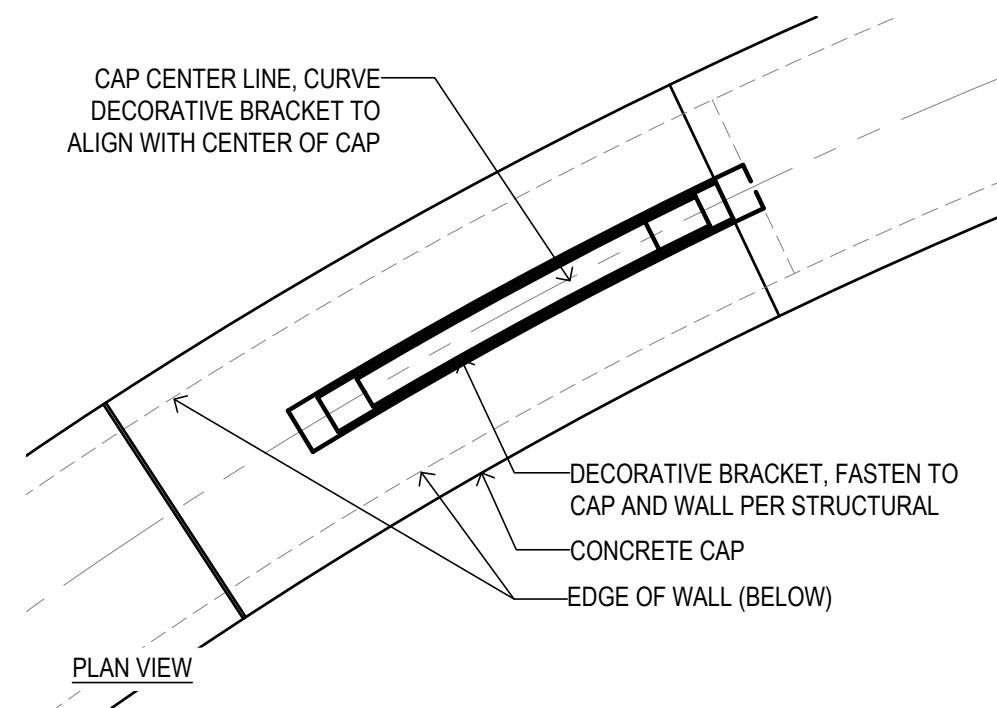 CAP CENTER LINE, CURVE
DECORATIVE BRACKET TO
ALIGN WITH CENTER OF CAP
DECORATIVE BRACKET, FASTEN TO
CAP AND WALL PER STRUCTURAL
CONCRETE CAP
EDGE OF WALL (BELOW)
PLAN VIEW